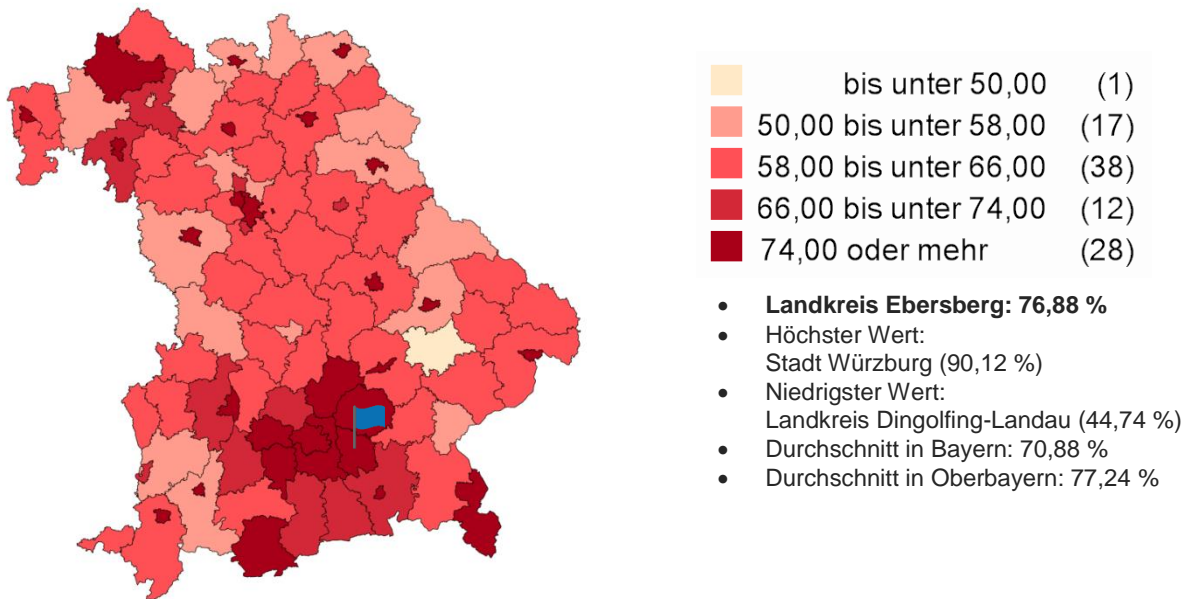 bis unter 50,00 (1)
50,00 bis unter 58,00 (17)
58,00 bis unter 66,00 (38)
66,00 bis unter 74,00 (12)
74,00 oder mehr (28)
• Landkreis Ebersberg: 76,88 %
• Höchster Wert:
Stadt Würzburg (90,12 %)
• Niedrigster Wert:
Landkreis Dingolfing-Landau (44,74 %)
• Durchschnitt in Bayern: 70,88 %
• Durchschnitt in Oberbayern: 77,24 %